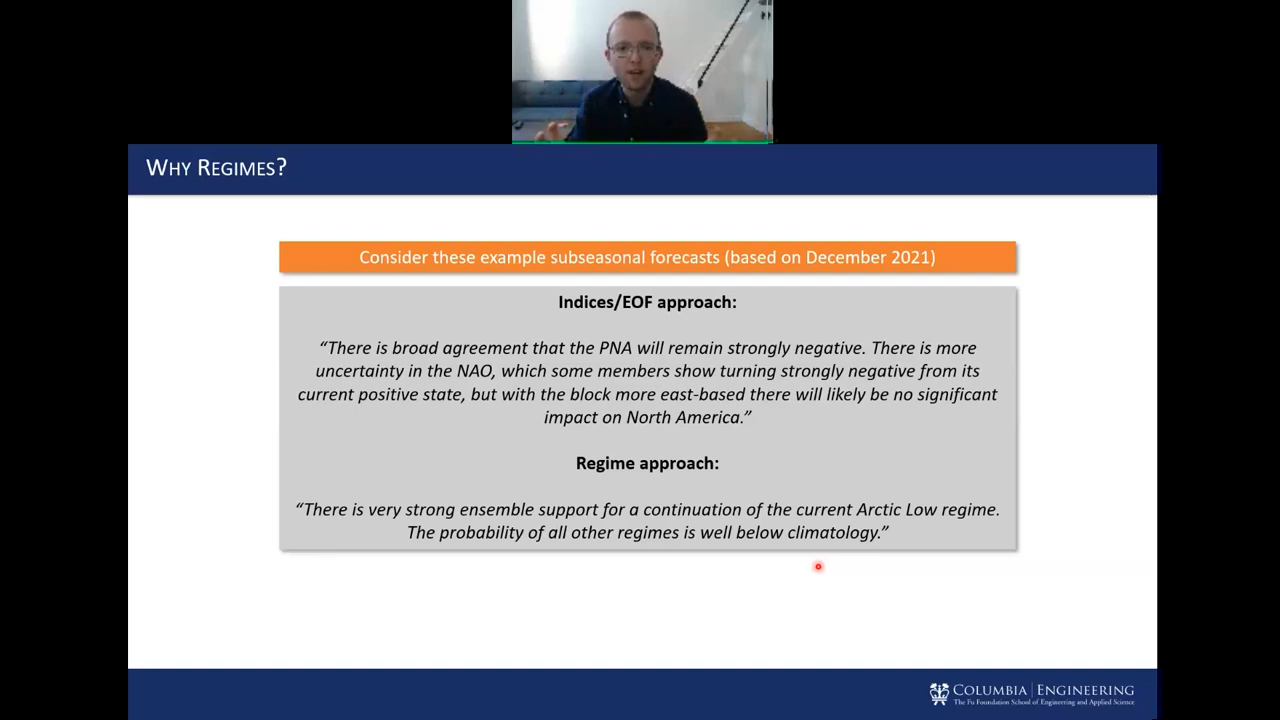 WHY REGIMES?
Consider these example subseasonal forecasts (based on December 2021)
Indices/EOF approach:
“There is broad agreement that the PNA will remain strongly negative. There is more
uncertainty in the NAO, which some members show turning strongly negative from its
current positive state, but with the block more east-based there will likely be no significant
impact on North America.”
Regime approach:
“There is very strong ensemble support for a continuation of the current Arctic Low regime.
The probability of all other regimes is well below climatology.”
COLUMBIA | ENGINEERING
The Fu Foundation School of Engineering and Applied Science